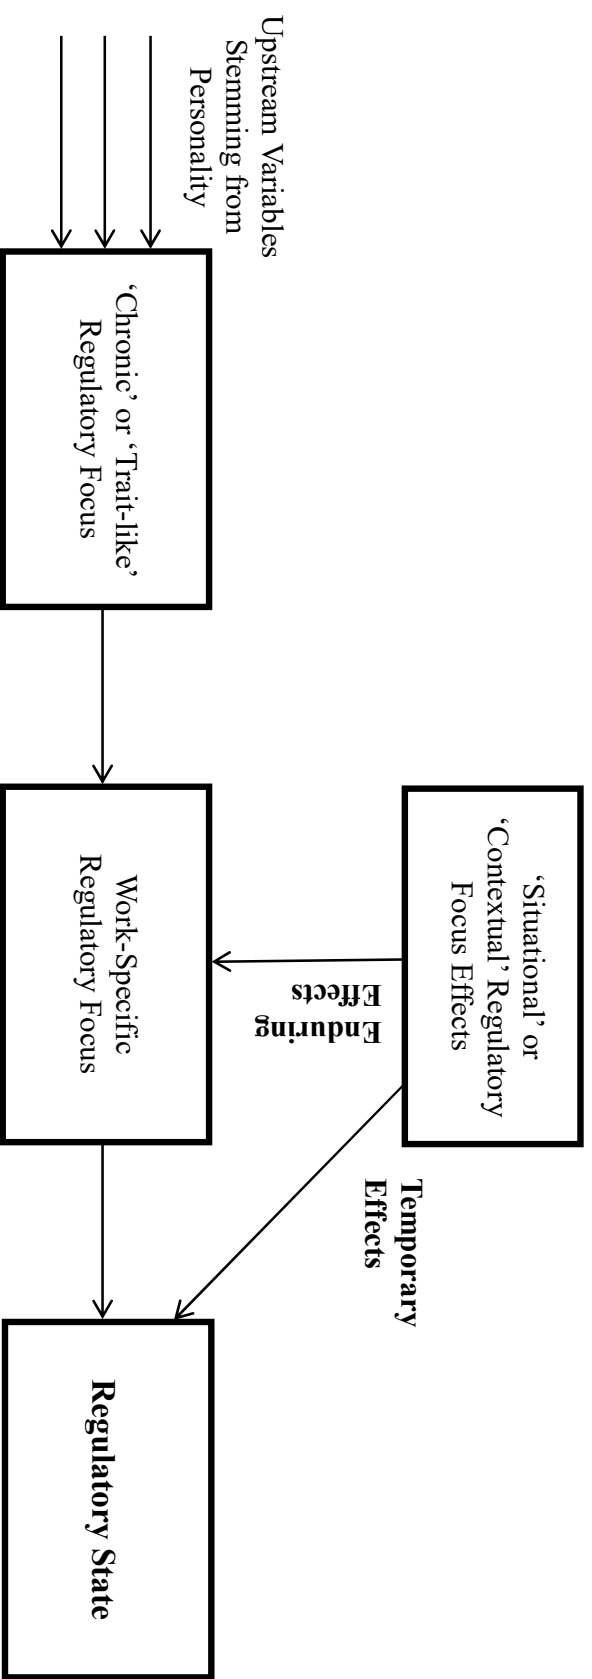 Upstream Variables
Stemming from
Personality
‘Chronic’ or ‘Trait-like’
Regulatory Focus
‘Situational’ or
‘Contextual’ Regulatory
Focus Effects
Enduring
Effects
Work-Specific
Regulatory Focus
Temporary
Effects
Regulatory State